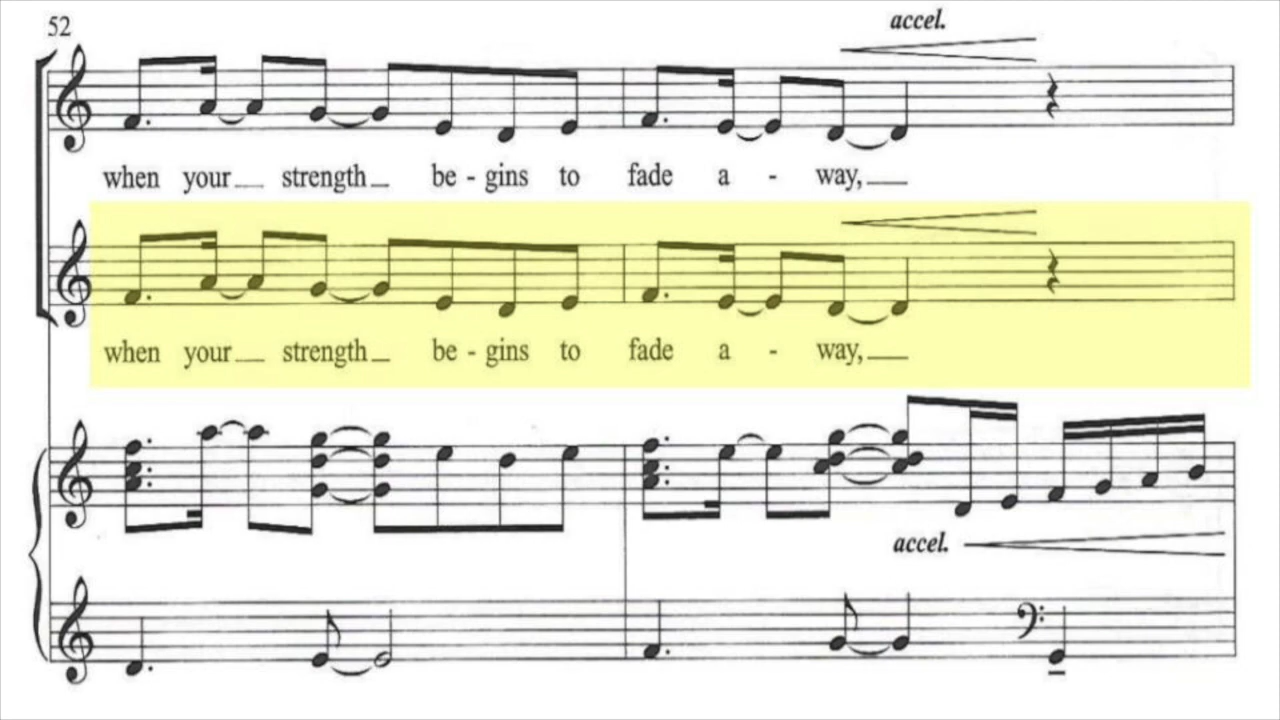 52
accel.
when your strength be - gins to fade a - way,
when your strength be - gins to fade a - way,
accel.